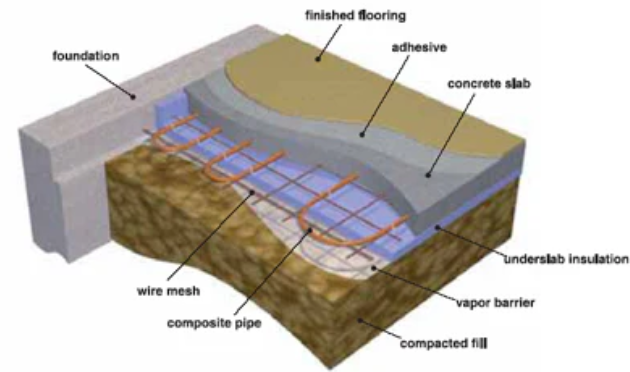 finished flooring
adhesive
foundation
concrete slab
underslab insulation
wire mesh
vapor barrier
composite pipe
compacted fill